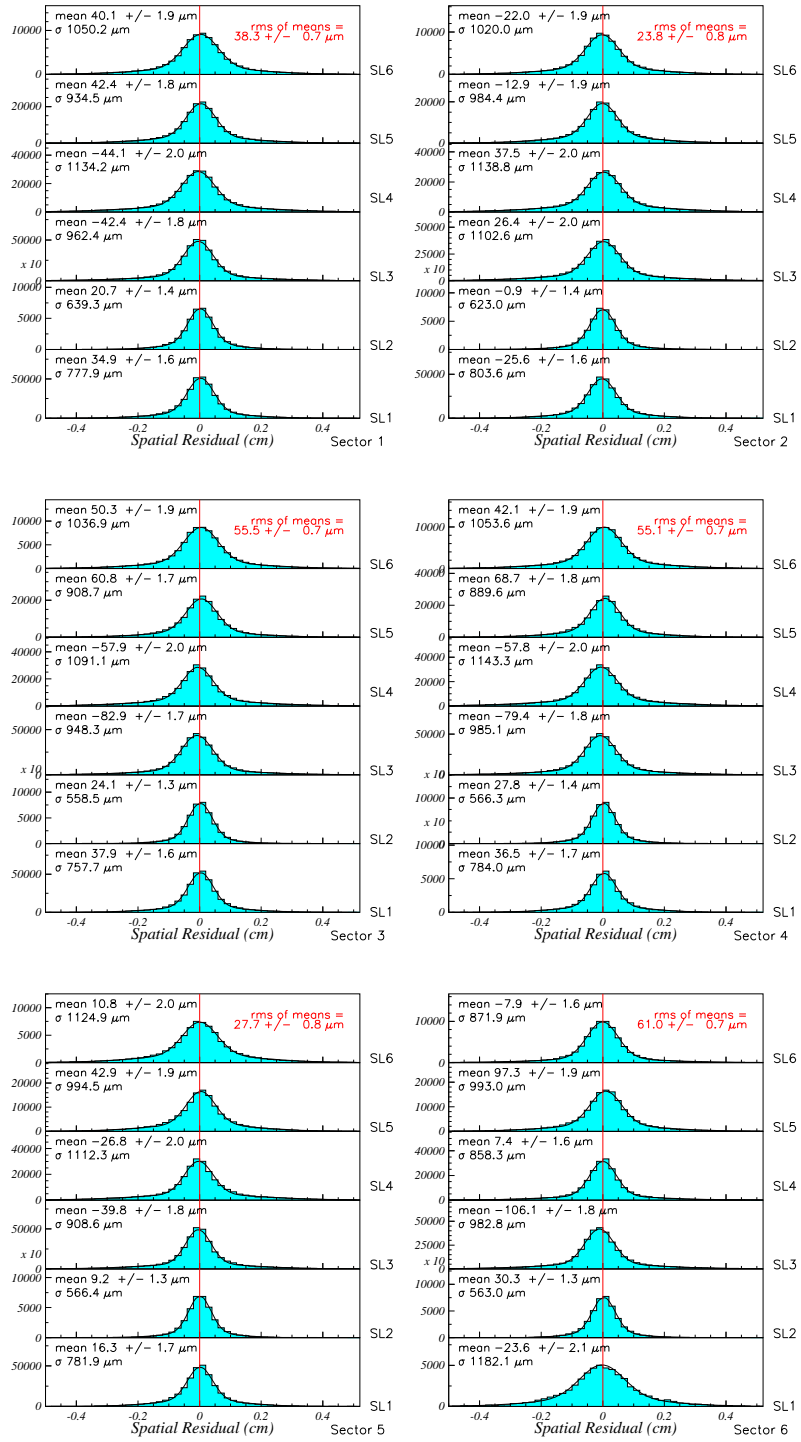 mean 40.1 +/− 1.9 μm
σ 1050.2 μm
rms of means =
38.3 +/− 0.7 μm
10000
0
SL6
mean 42.4 +/− 1.8 μm
σ 934.5 μm
20000
0
SL5
mean −44.1 +/− 2.0 μm
σ 1134.2 μm
40000
20000
0
SL4
mean −42.4 +/− 1.8 μm
σ 962.4 μm
50000
x 10
0
SL3
mean 20.7 +/− 1.4 μm
σ 639.3 μm
10000
5000
0
SL2
mean 34.9 +/− 1.6 μm
σ 777.9 μm
50000
0
SL1
-0.4 -0.2 0 0.2 0.4
Spatial Residual (cm)
Sector 1
mean −22.0 +/− 1.9 μm
σ 1020.0 μm
rms of means =
23.8 +/− 0.8 μm
10000
0
SL6
mean −12.9 +/− 1.9 μm
σ 984.4 μm
20000
0
SL5
mean 37.5 +/− 2.0 μm
σ 1138.8 μm
40000
20000
0
SL4
mean 26.4 +/− 2.0 μm
σ 1102.6 μm
50000
25000
x 10
0
SL3
mean −0.9 +/− 1.4 μm
σ 623.0 μm
10000
5000
0
SL2
mean −25.6 +/− 1.6 μm
σ 803.6 μm
50000
0
SL1
-0.4 -0.2 0 0.2 0.4
Spatial Residual (cm)
Sector 2
mean 50.3 +/− 1.9 μm
σ 1036.9 μm
rms of means =
55.5 +/− 0.7 μm
10000
5000
0
SL6
mean 60.8 +/− 1.7 μm
σ 908.7 μm
20000
0
SL5
mean −57.9 +/− 2.0 μm
σ 1091.1 μm
40000
20000
0
SL4
mean −82.9 +/− 1.7 μm
σ 948.3 μm
50000
x 10
0
SL3
mean 24.1 +/− 1.3 μm
σ 558.5 μm
10000
5000
0
SL2
mean 37.9 +/− 1.6 μm
σ 757.7 μm
50000
0
SL1
-0.4 -0.2 0 0.2 0.4
Spatial Residual (cm)
Sector 3
mean 42.1 +/− 1.9 μm
σ 1053.6 μm
rms of means =
55.1 +/− 0.7 μm
10000
0
SL6
mean 68.7 +/− 1.8 μm
σ 889.6 μm
40000
20000
0
SL5
mean −57.8 +/− 2.0 μm
σ 1143.3 μm
40000
20000
0
SL4
mean −79.4 +/− 1.8 μm
σ 985.1 μm
50000
x 10
0
SL3
mean 27.8 +/− 1.4 μm
σ 566.3 μm
10000
x 10
0
SL2
mean 36.5 +/− 1.7 μm
σ 784.0 μm
10000
5000
0
SL1
-0.4 -0.2 0 0.2 0.4
Spatial Residual (cm)
Sector 4
mean 10.8 +/− 2.0 μm
σ 1124.9 μm
rms of means =
27.7 +/− 0.8 μm
10000
5000
0
SL6
mean 42.9 +/− 1.9 μm
σ 994.5 μm
20000
10000
0
SL5
mean −26.8 +/− 2.0 μm
σ 1112.3 μm
40000
20000
0
SL4
mean −39.8 +/− 1.8 μm
σ 908.6 μm
50000
x 10
0
SL3
mean 9.2 +/− 1.3 μm
σ 566.4 μm
10000
5000
0
SL2
mean 16.3 +/− 1.7 μm
σ 781.9 μm
50000
0
SL1
-0.4 -0.2 0 0.2 0.4
Spatial Residual (cm)
Sector 5
mean −7.9 +/− 1.6 μm
σ 871.9 μm
rms of means =
61.0 +/− 0.7 μm
10000
0
SL6
mean 97.3 +/− 1.9 μm
σ 993.0 μm
20000
10000
0
SL5
mean 7.4 +/− 1.6 μm
σ 858.3 μm
40000
20000
0
SL4
mean −106.1 +/− 1.8 μm
σ 982.8 μm
50000
25000
x 10
0
SL3
mean 30.3 +/− 1.3 μm
σ 563.0 μm
10000
5000
0
SL2
mean −23.6 +/− 2.1 μm
σ 1182.1 μm
5000
0
SL1
-0.4 -0.2 0 0.2 0.4
Spatial Residual (cm)
Sector 6